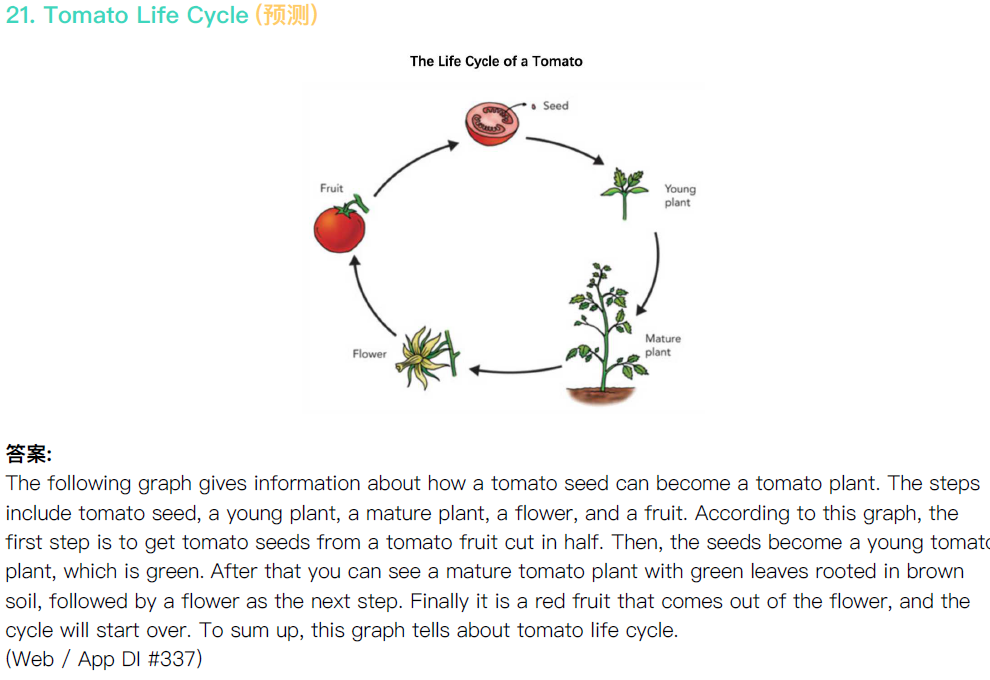 21. Tomato Life Cycle (预测)
The Life Cycle of a Tomato
Seed
Young
plant
Mature
plant
Flower
Fruit
答案:
The following graph gives information about how a tomato seed can become a tomato plant. The steps
include tomato seed, a young plant, a mature plant, a flower, and a fruit. According to this graph, the
first step is to get tomato seeds from a tomato fruit cut in half. Then, the seeds become a young tomato
plant, which is green. After that you can see a mature tomato plant with green leaves rooted in brown
soil, followed by a flower as the next step. Finally it is a red fruit that comes out of the flower, and the
cycle will start over. To sum up, this graph tells about tomato life cycle.
(Web / App DI #337)